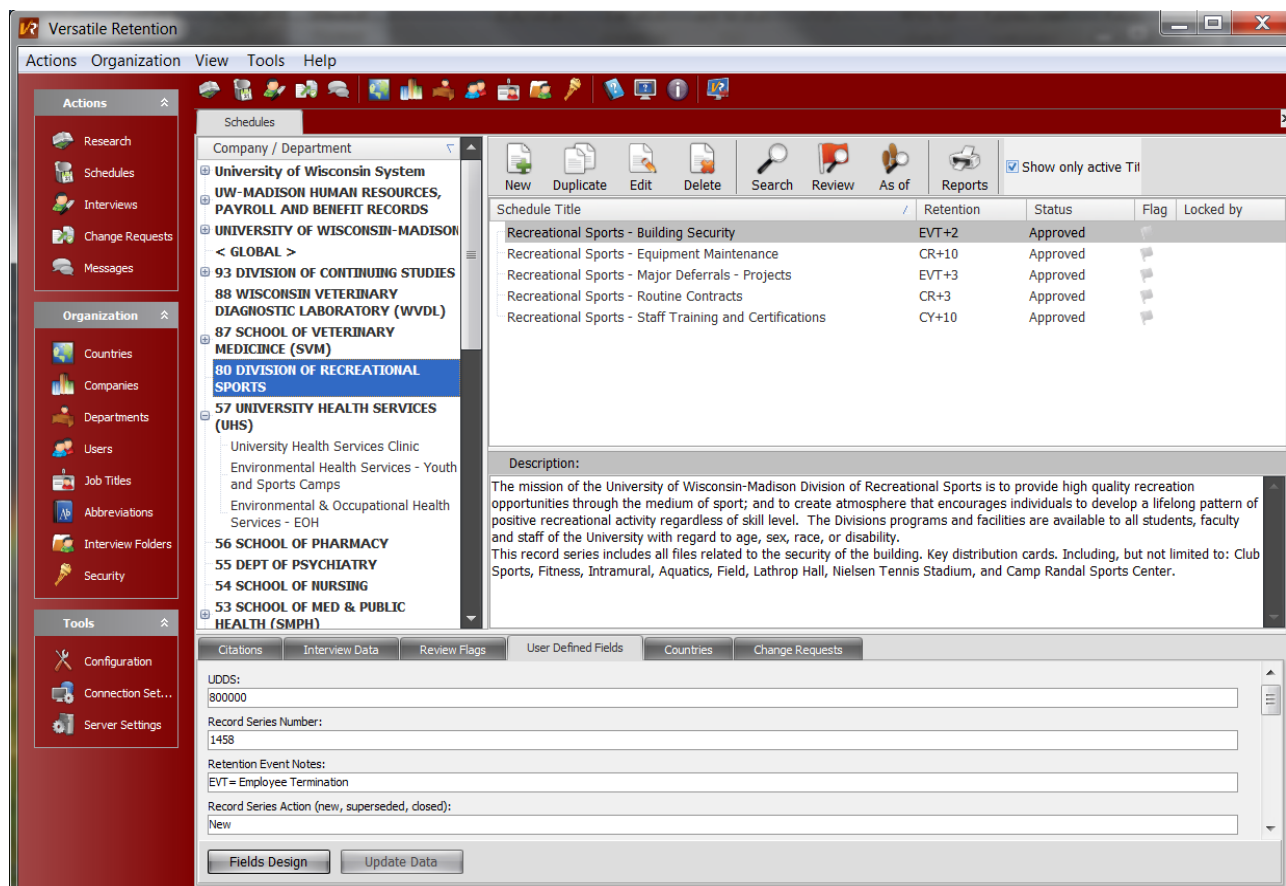 Versatile Retention
Actions Organization View Tools Help
Actions
Research
Schedules
Interviews
Change Requests
Messages
Organization
Countries
Companies
Departments
Users
Job Titles
Abbreviations
Interview Folders
Security
Tools
Configuration
Connection Set...
Server Settings
Schedules
Company / Department
University of Wisconsin System
UW-MADISON HUMAN RESOURCES,
PAYROLL AND BENEFIT RECORDS
UNIVERSITY OF WISCONSIN-MADISON
< GLOBAL >
93 DIVISION OF CONTINUING STUDIES
88 WISCONSIN VETERINARY
DIAGNOSTIC LABORATORY (WVDL)
87 SCHOOL OF VETERINARY
MEDICINCE (SVM)
80 DIVISION OF RECREATIONAL
SPORTS
57 UNIVERSITY HEALTH SERVICES
(UHS)
University Health Services Clinic
Environmental Health Services - Youth
and Sports Camps
Environmental & Occupational Health
Services - EOH
56 SCHOOL OF PHARMACY
55 DEPT OF PSYCHIATRY
54 SCHOOL OF NURSING
53 SCHOOL OF MED & PUBLIC
HEALTH (SMPH)
New Duplicate Edit Delete Search Review As of Reports Show only active Tit
Schedule Title Retention Status Flag Locked by
Recreational Sports - Building Security EVT+2 Approved
Recreational Sports - Equipment Maintenance CR+10 Approved
Recreational Sports - Major Deferrals - Projects EVT+3 Approved
Recreational Sports - Routine Contracts CR+3 Approved
Recreational Sports - Staff Training and Certifications CY+10 Approved
Description:
The mission of the University of Wisconsin-Madison Division of Recreational Sports is to provide high quality recreation
opportunities through the medium of sport; and to create atmosphere that encourages individuals to develop a lifelong pattern of
positive recreational activity regardless of skill level. The Divisions programs and facilities are available to all students, faculty
and staff of the University with regard to age, sex, race, or disability.
This record series includes all files related to the security of the building. Key distribution cards. Including, but not limited to: Club
Sports, Fitness, Intramural, Aquatics, Field, Lathrop Hall, Nielsen Tennis Stadium, and Camp Randal Sports Center.
Citations Interview Data Review Flags User Defined Fields Countries Change Requests
UDDS:
800000
Record Series Number:
1458
Retention Event Notes:
EVT= Employee Termination
Record Series Action (new, superseded, closed):
New
Fields Design Update Data